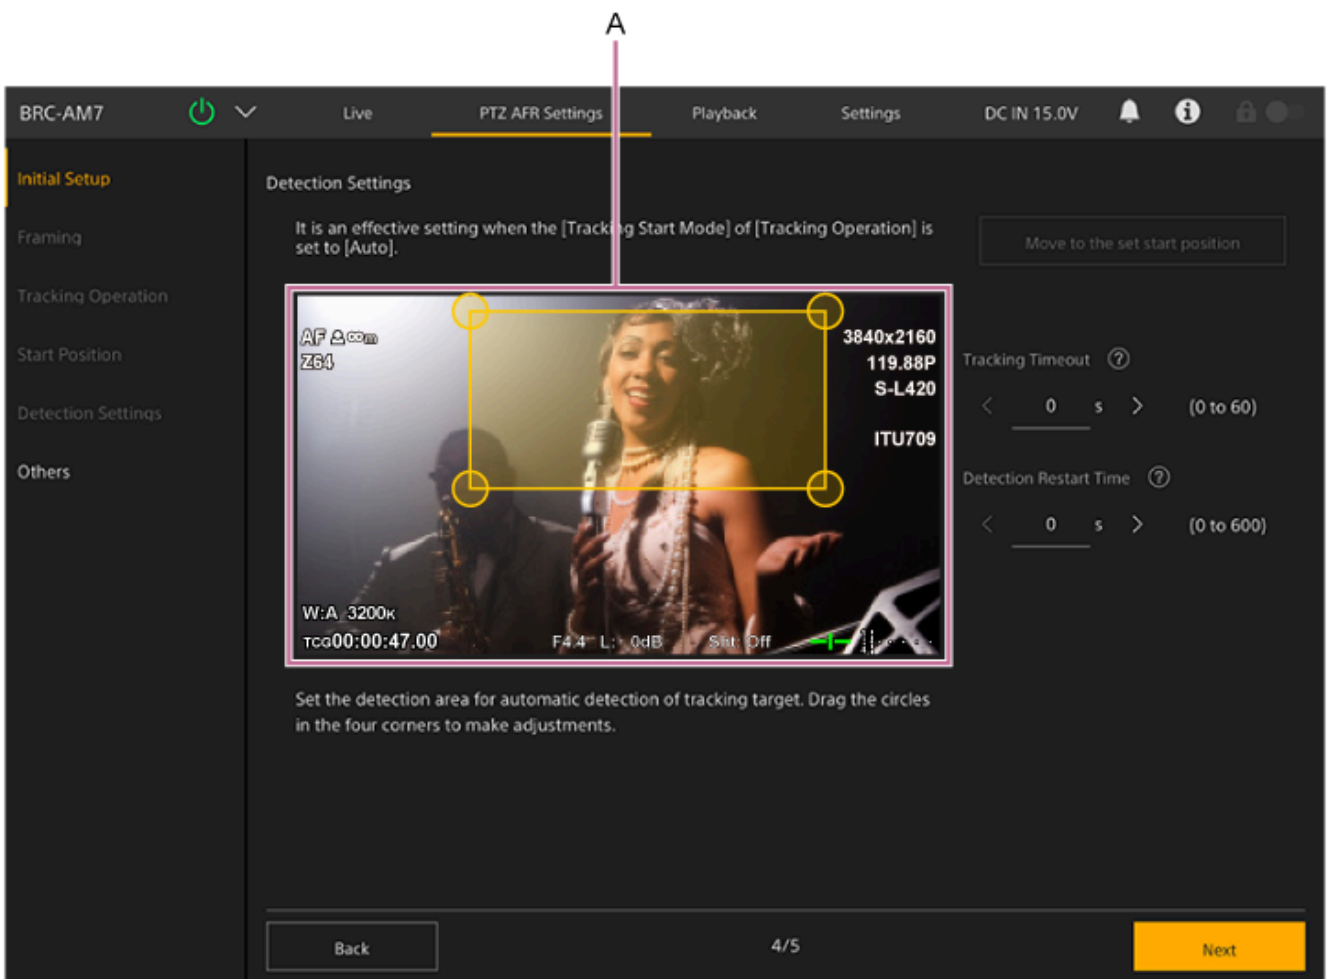 A
BRC-AM7
Live
PTZ AFR Settings
Playback
Settings
DC IN 15.0V
Initial Setup
Framing
Tracking Operation
Start Position
Detection Settings
Others
Detection Settings
It is an effective setting when the [Tracking Start Mode] of [Tracking Operation] is
set to [Auto].
Move to the set start position
AF ∞m
Z64
3840x2160
119.88P
S-L420
ITU709
W:A 3200K
TCG00:00:47.00
F4.4 L: 0dB Sht: Off
Tracking Timeout ?
< 0 s > (0 to 60)
Detection Restart Time ?
< 0 s > (0 to 600)
Set the detection area for automatic detection of tracking target. Drag the circles
in the four corners to make adjustments.
Back
4/5
Next